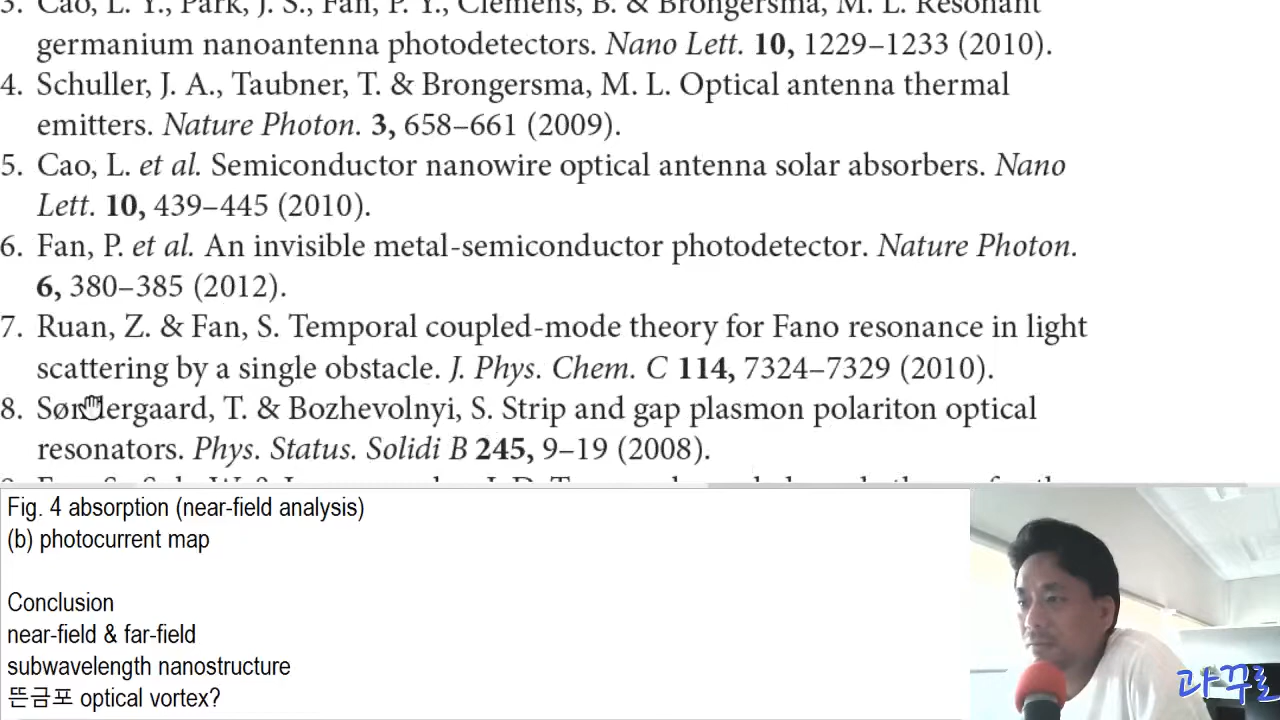 3. Cao, L. Y., Park, J. S., Fan, P. Y., Clemens, B. & Brongersma, M. L. Resonant
germanium nanoantenna photodetectors. Nano Lett. 10, 1229–1233 (2010).
4. Schuller, J. A., Taubner, T. & Brongersma, M. L. Optical antenna thermal
emitters. Nature Photon. 3, 658–661 (2009).
5. Cao, L. et al. Semiconductor nanowire optical antenna solar absorbers. Nano
Lett. 10, 439–445 (2010).
6. Fan, P. et al. An invisible metal-semiconductor photodetector. Nature Photon.
6, 380–385 (2012).
7. Ruan, Z. & Fan, S. Temporal coupled-mode theory for Fano resonance in light
scattering by a single obstacle. J. Phys. Chem. C 114, 7324–7329 (2010).
8. Søndergaard, T. & Bozhevolnyi, S. Strip and gap plasmon polariton optical
resonators. Phys. Status. Solidi B 245, 9–19 (2008).
Fig. 4 absorption (near-field analysis)
(b) photocurrent map
Conclusion
near-field & far-field
subwavelength nanostructure
뜬금포 optical vortex?
과꾸로